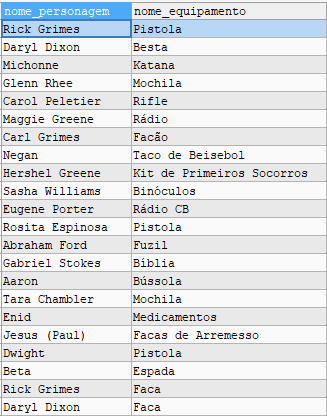 nome_personagem nome_equipamento
Rick Grimes Pistola
Daryl Dixon Besta
Michonne Katana
Glenn Rhee Mochila
Carol Peletier Rifle
Maggie Greene Rádio
Carl Grimes Facão
Negan Taco de Beisebol
Hershel Greene Kit de Primeiros Socorros
Sasha Williams Binóculos
Eugene Porter Rádio CB
Rosita Espinosa Pistola
Abraham Ford Fuzil
Gabriel Stokes Bíblia
Aaron Bússola
Tara Chambler Mochila
Enid Medicamentos
Jesus (Paul) Facas de Arremesso
Dwight Pistola
Beta Espada
Rick Grimes Faca
Daryl Dixon Faca